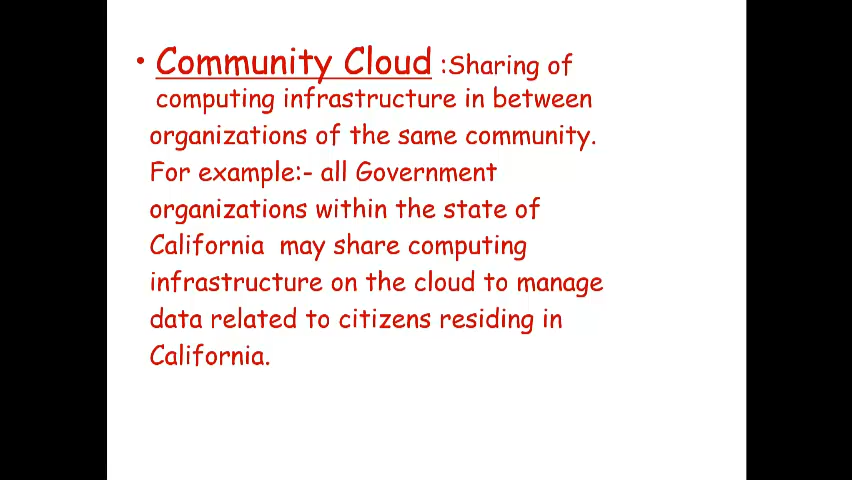 • Community Cloud :Sharing of
computing infrastructure in between
organizations of the same community.
For example:- all Government
organizations within the state of
California  may share computing
infrastructure on the cloud to manage
data related to citizens residing in
California.